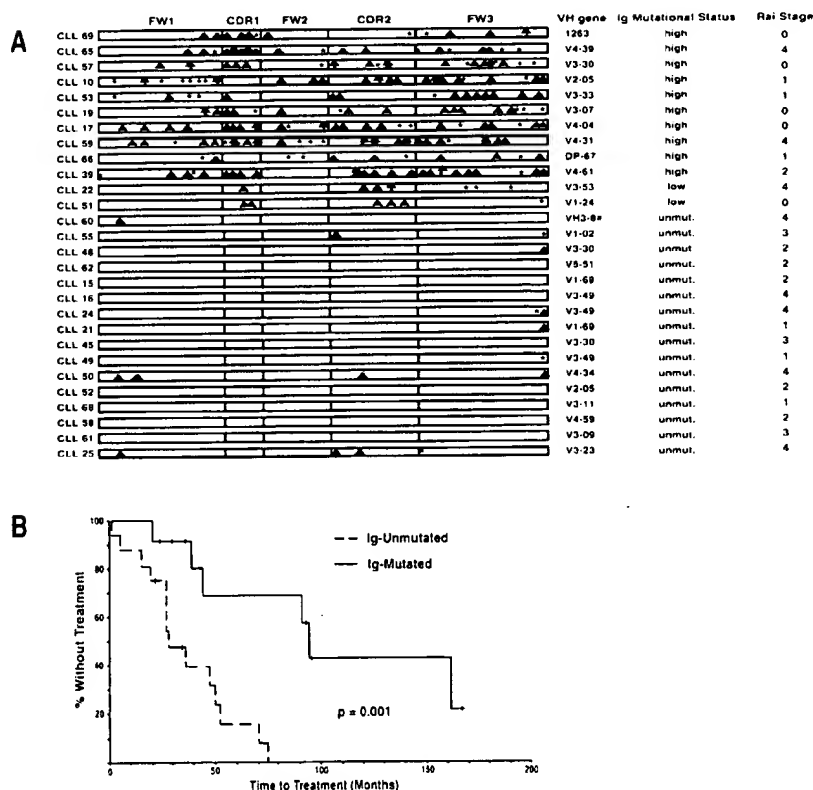 A
FW1 CDR1 FW2 CDR2 FW3 VH gene Ig Mutational Status Rai Stage
CLL 69 1263 high 0
CLL 65 V4-39 high 4
CLL 57 V3-30 high 0
CLL 10 V2-05 high 1
CLL 53 V3-33 high 1
CLL 19 V3-07 high 0
CLL 17 V4-04 high 0
CLL 59 V4-31 high 4
CLL 66 DP-67 high 1
CLL 39 V4-61 high 2
CLL 22 V3-53 low 4
CLL 51 V1-24 low 0
CLL 60 unmut. 4
CLL 55 V1-02 unmut. 3
CLL 46 V3-30 unmut. 2
CLL 62 V5-51 unmut. 2
CLL 15 V1-69 unmut. 2
CLL 16 V3-49 unmut. 4
CLL 24 V3-49 unmut. 4
CLL 21 V1-69 unmut. 1
CLL 45 V3-30 unmut. 3
CLL 49 V3-49 unmut. 1
CLL 50 V4-34 unmut. 4
CLL 52 V2-05 unmut. 2
CLL 68 V3-11 unmut. 1
CLL 58 V4-59 unmut. 2
CLL 61 V3-09 unmut. 3
CLL 25 V3-23 unmut. 4
B
100
80
60
40
20
% Without Treatment
Ig-Unmutated
Ig-Mutated
p = 0.001
0 50 100 150 200
Time to Treatment (Months)